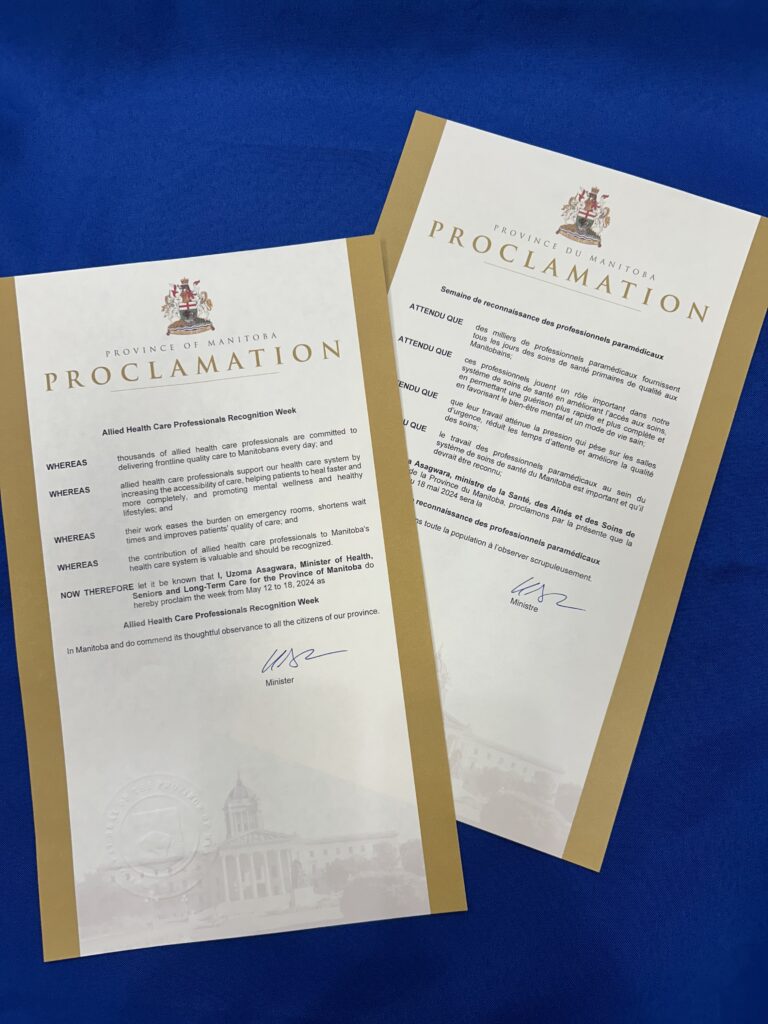 PROVINCE OF MANITOBA
PROCLAMATION
Allied Health Care Professionals Recognition Week
WHEREAS thousands of allied health care professionals are committed to
delivering frontline quality care to Manitobans every day; and
WHEREAS allied health care professionals support our health care system by
increasing the accessibility of care, helping patients to heal faster and
more completely, and promoting mental wellness and healthy
lifestyles; and
WHEREAS their work eases the burden on emergency rooms, shortens wait
times and improves patients' quality of care; and
WHEREAS the contribution of allied health care professionals to Manitoba's
health care system is valuable and should be recognized.
NOW THEREFORE let it be known that I, Uzoma Asagwara, Minister of Health,
Seniors and Long-Term Care for the Province of Manitoba do
hereby proclaim the week from May 12 to 18, 2024 as
Allied Health Care Professionals Recognition Week
In Manitoba and do commend its thoughtful observance to all the citizens of our province.
Minister
PROVINCE DU MANITOBA
PROCLAMATION
Semaine de reconnaissance des professionnels paramédicaux
ATTENDU QUE des milliers de professionnels paramédicaux fournissent
tous les jours des soins de santé primaires de qualité aux
Manitobains;
ATTENDU QUE ces professionnels jouent un rôle important dans notre
système de soins de santé en améliorant l'accès aux soins,
en permettant une guérison plus rapide et plus complète et
en favorisant le bien-être mental et un mode de vie sain;
ENDU QUE que leur travail atténue la pression qui pèse sur les salles
d'urgence, réduit les temps d'attente et améliore la qualité
des soins;
U QUE le travail des professionnels paramédicaux au sein du
système de soins de santé du Manitoba est important et qu'il
devrait être reconnu;
a Asagwara, ministre de la Santé, des Aînés et des Soins de
de la Province du Manitoba, proclamons par la présente que la
u 18 mai 2024 sera la
reconnaissance des professionnels paramédicaux
ns toute la population à l'observer scrupuleusement.
Ministre